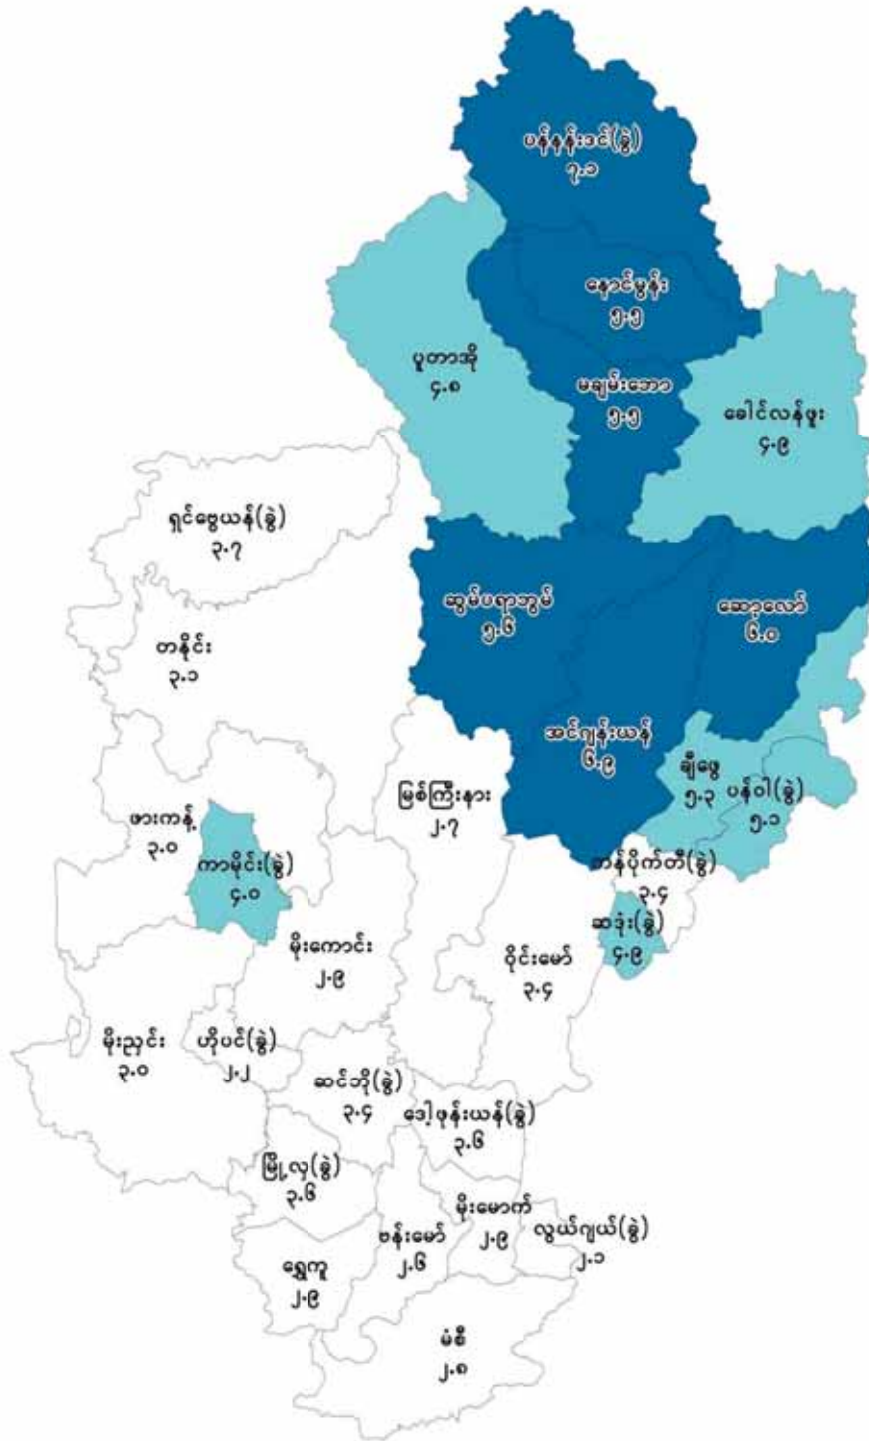 ပန်နန်းဒင်(ခွဲ)
၇.၁
နောင်မွန်း
၅.၅
ပူတာအို
၄.၈
မချမ်းဘော
၅.၅
ခေါင်လန်ဖူး
၄.၉
ရှင်ဗွေယန်(ခွဲ)
၃.၇
ဆွမ်ပရာဘွမ်
၅.၆
ဆော့လော်
၆.၀
တနိုင်း
၃.၁
အင်ဂျန်းယန်
၆.၉
ချီဖွေ
၅.၃
ပန်ဝါ(ခွဲ)
၅.၁
မြစ်ကြီးနား
၂.၇
ဖားကန့်
၃.၀
ကာမိုင်း(ခွဲ)
၄.၀
ကန်ပိုက်တီ(ခွဲ)
၃.၄
ဆဒုံး(ခွဲ)
၄.၉
မိုးကောင်း
၂.၉
ဝိုင်းမော်
၃.၄
မိုးညှင်း
၃.၀
ဟိုပင်(ခွဲ)
၂.၂
ဆင်ဘို(ခွဲ)
၃.၄
ဒေါ့ဖုန်းယန်(ခွဲ)
၃.၆
မြို့လှ(ခွဲ)
၃.၆
မိုးမောက်
၂.၉
ဗန်းမော်
၂.၆
လွယ်ဂျယ်(ခွဲ)
၂.၁
ရွှေကူ
၂.၉
မံစီ
၂.၈